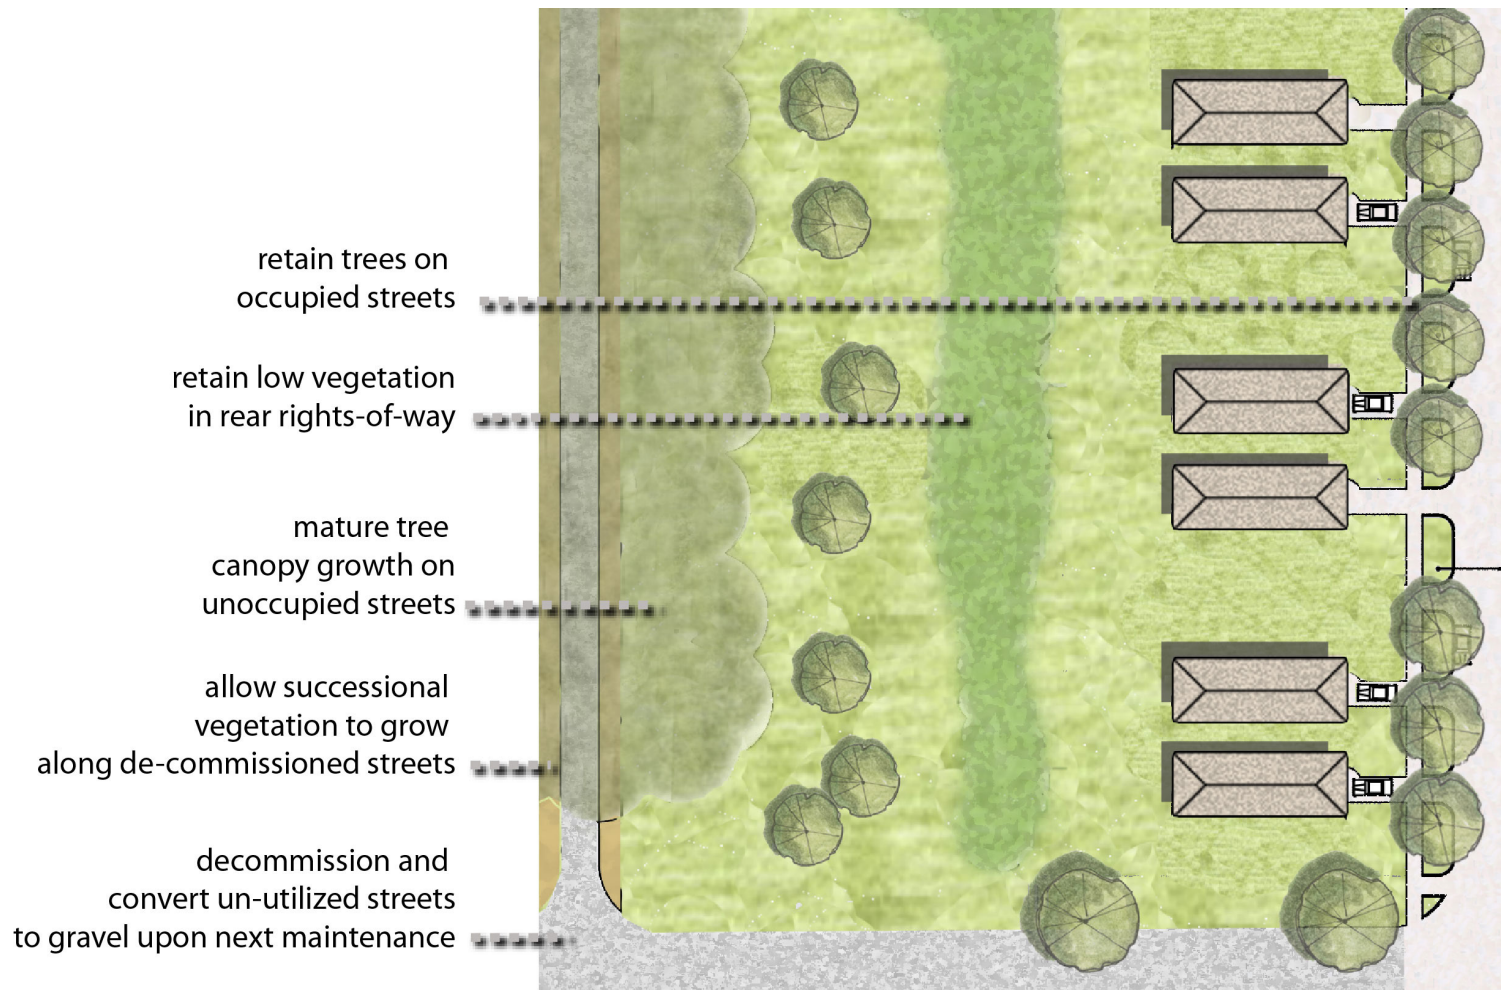 retain trees on
occupied streets
retain low vegetation
in rear rights-of-way
mature tree
canopy growth on
unoccupied streets
allow successional
vegetation to grow
along de-commissioned streets
decommission and
convert un-utilized streets
to gravel upon next maintenance